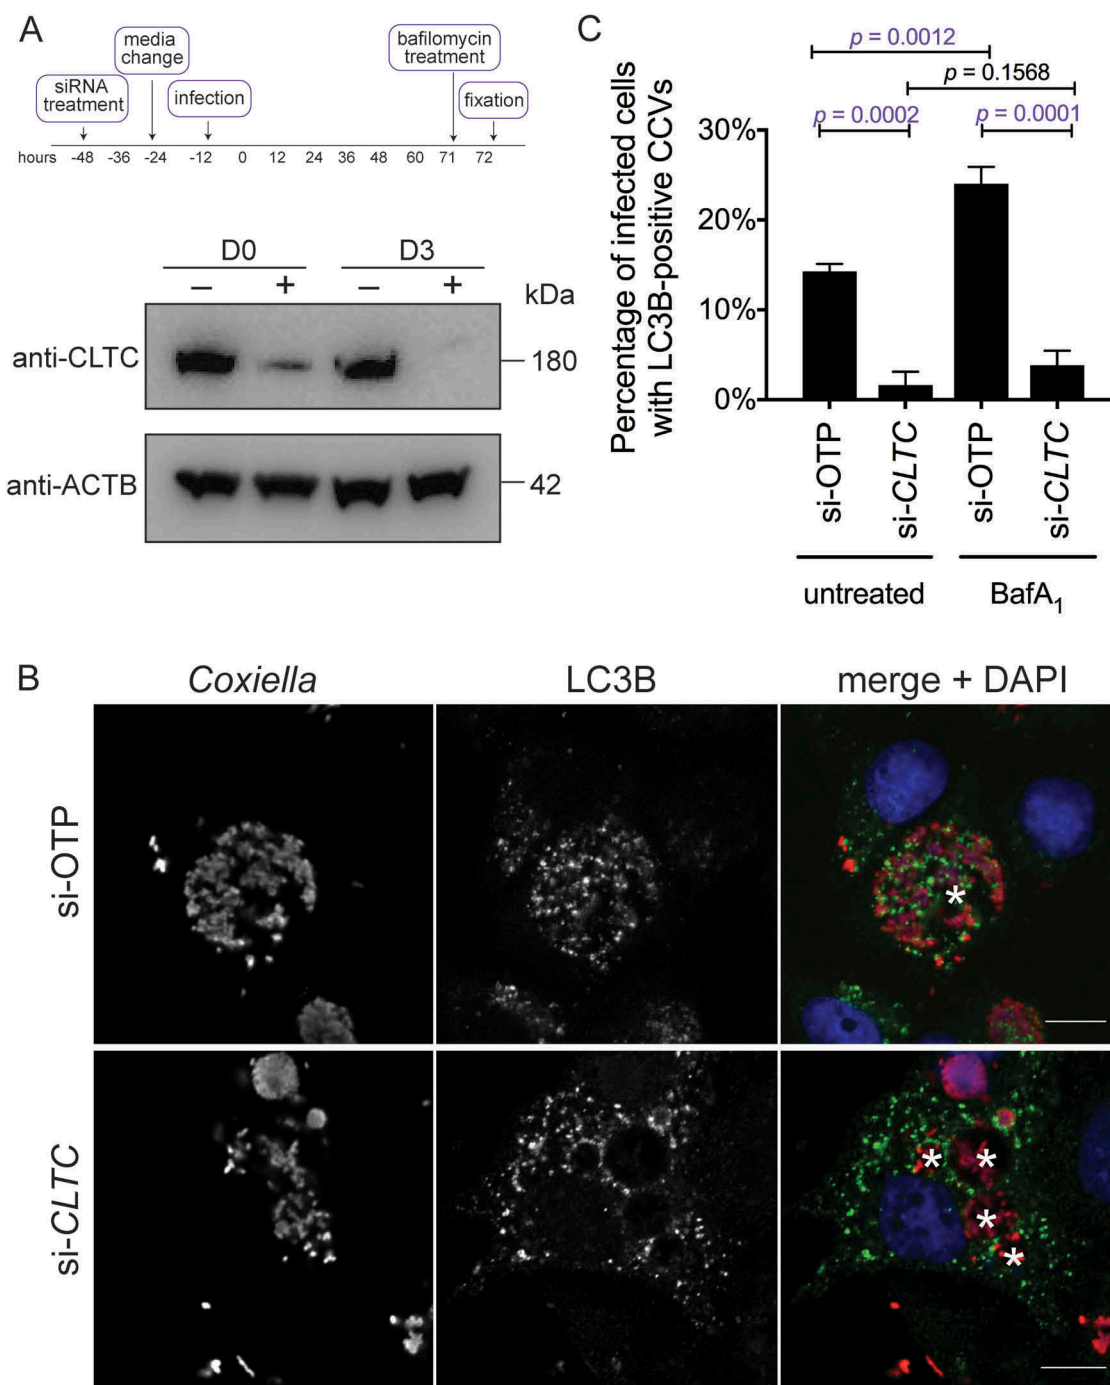 A
siRNA
treatment
media
change
infection
bafilomycin
treatment
fixation
hours -48 -36 -24 -12 0 12 24 36 48 60 71 72
D0 D3
– + – + kDa
anti-CLTC 180
anti-ACTB 42
C
p = 0.0012
p = 0.1568
p = 0.0002 p = 0.0001
Percentage of infected cells
with LC3B-positive CCVs
30%
20%
10%
0%
si-OTP si-CLTC si-OTP si-CLTC
untreated BafA₁
B
Coxiella LC3B merge + DAPI
si-OTP
*
si-CLTC
* *
*
*